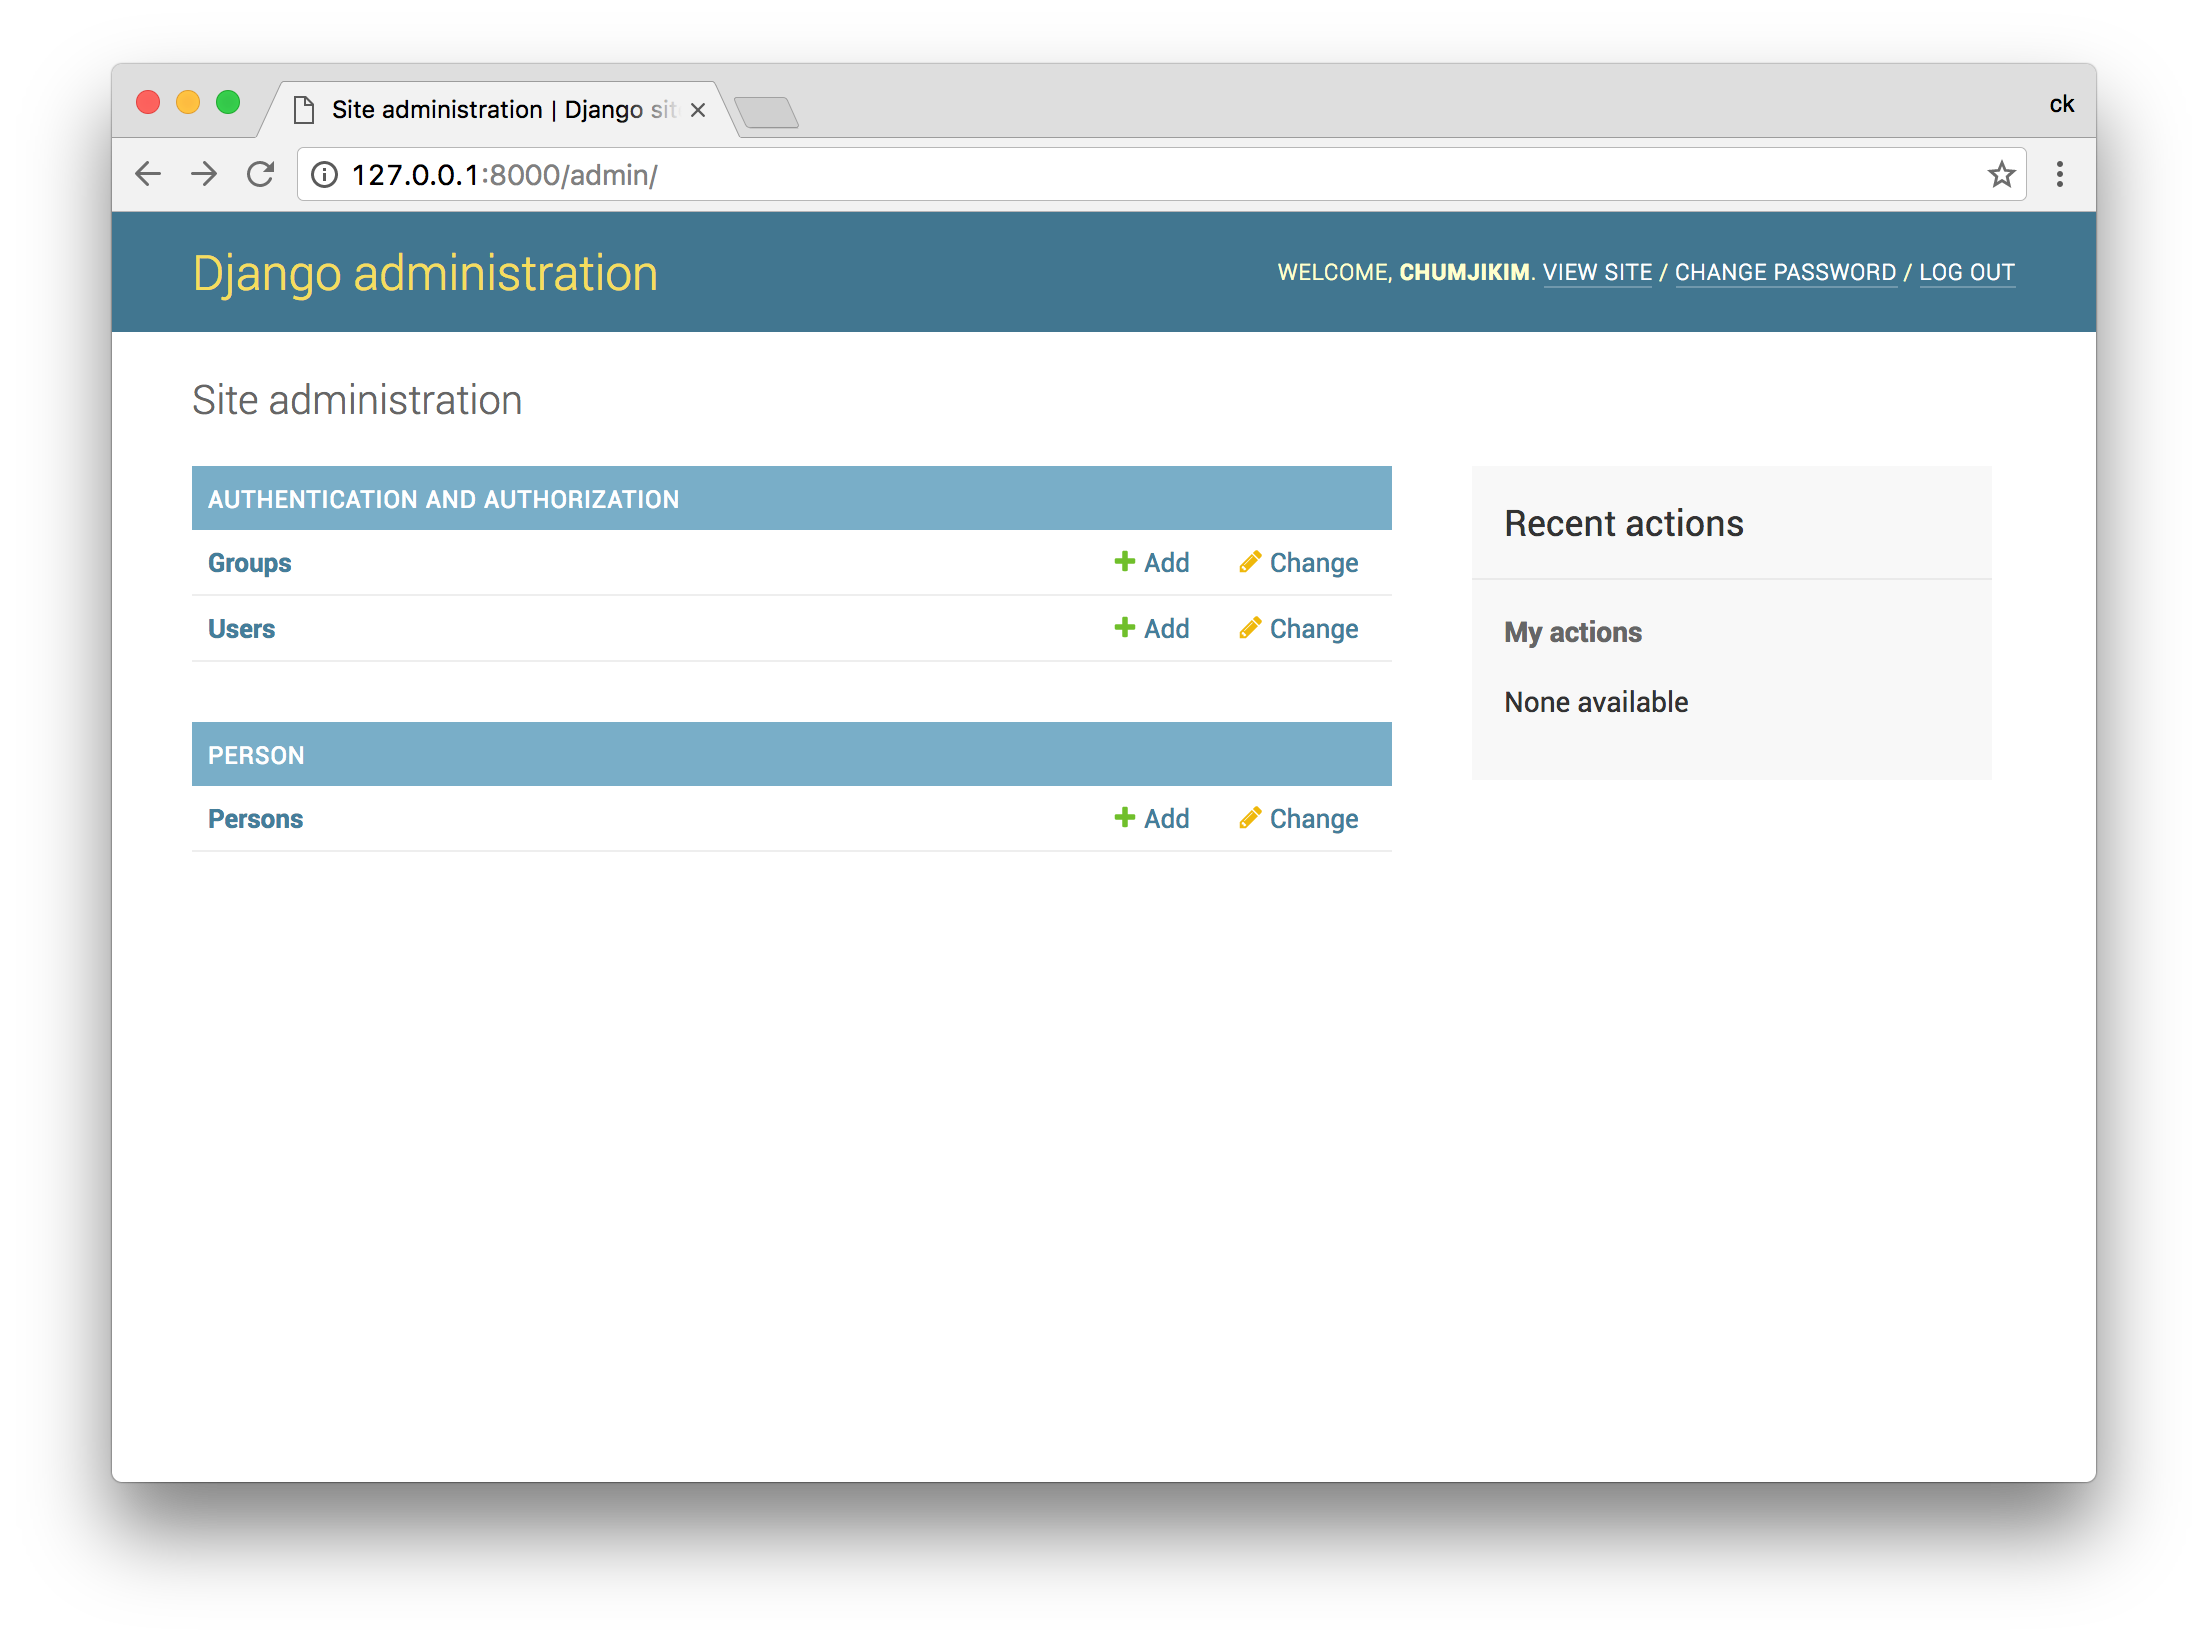 Site administration | Django sit
ck
127.0.0.1:8000/admin/
Django administration
WELCOME, CHUMJIKIM. VIEW SITE / CHANGE PASSWORD / LOG OUT
Site administration
AUTHENTICATION AND AUTHORIZATION
Groups Add Change
Users Add Change
PERSON
Persons Add Change
Recent actions
My actions
None available